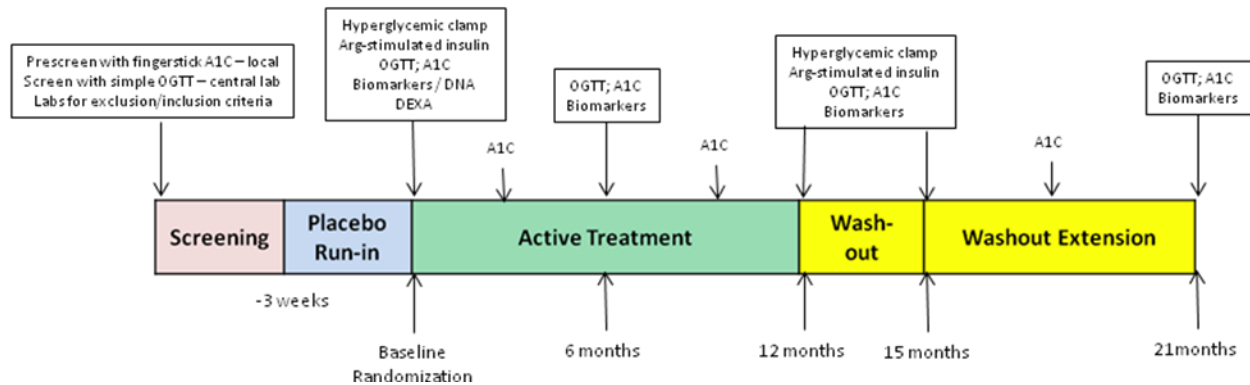 Prescreen with fingerstick A1C – local
Screen with simple OGTT – central lab
Labs for exclusion/inclusion criteria
Hyperglycemic clamp
Arg-stimulated insulin
OGTT; A1C
Biomarkers / DNA
DEXA
A1C
OGTT; A1C
Biomarkers
A1C
Hyperglycemic clamp
Arg-stimulated insulin
OGTT; A1C
Biomarkers
A1C
OGTT; A1C
Biomarkers
Screening
Placebo
Run-in
Active Treatment
Wash-
out
Washout Extension
-3 weeks
Baseline
Randomization
6 months
12 months
15 months
21months